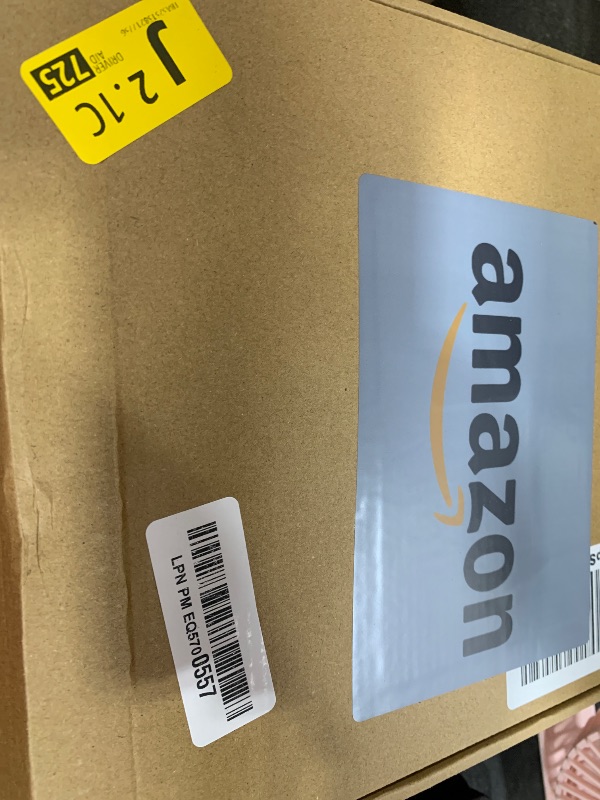 J 2.1C
DRIVER
AID
725
amazon
LPN PM EQ5700557